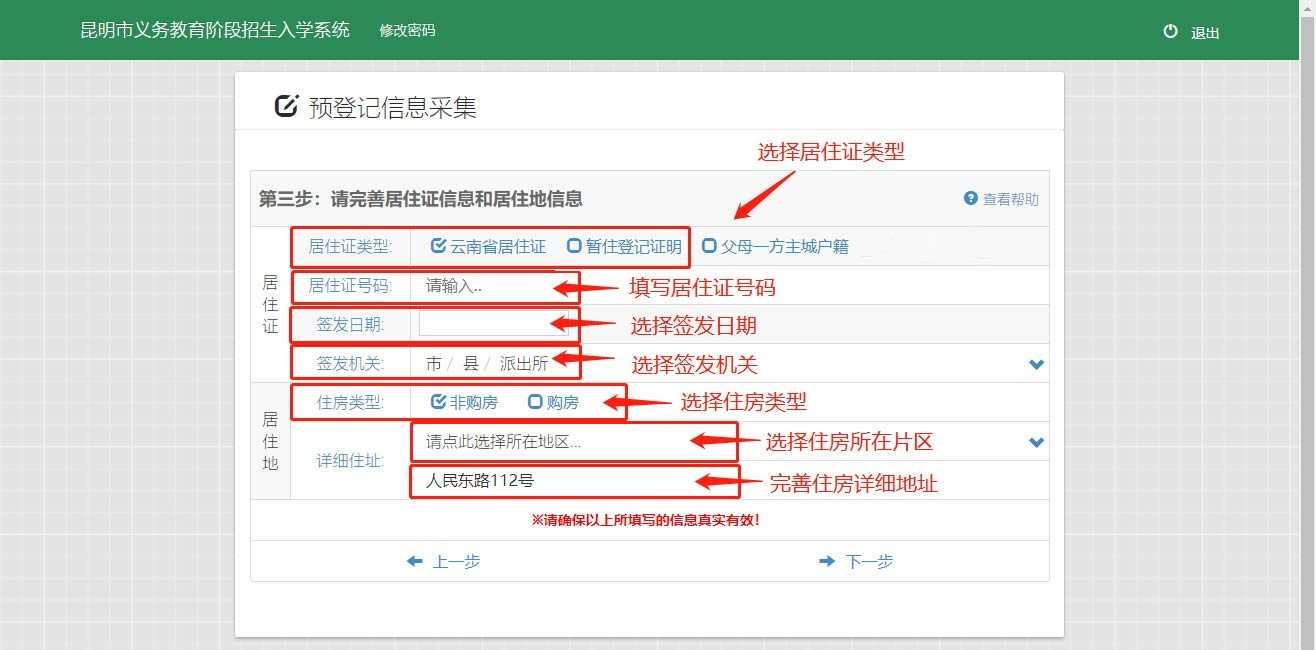 昆明市义务教育阶段招生入学系统 修改密码 退出
预登记信息采集
选择居住证类型
第三步：请完善居住证信息和居住地信息 查看帮助
居住证
居住证类型: 云南省居住证 暂住登记证明 父母一方主城户籍
居住证号码: 请输入.. 填写居住证号码
签发日期: 选择签发日期
签发机关: 市 / 县 / 派出所 选择签发机关
居住地
住房类型: 非购房 购房 选择住房类型
详细住址: 请点此选择所在地区... 选择住房所在片区
人民东路112号 完善住房详细地址
※请确保以上所填写的信息真实有效！
上一步 下一步